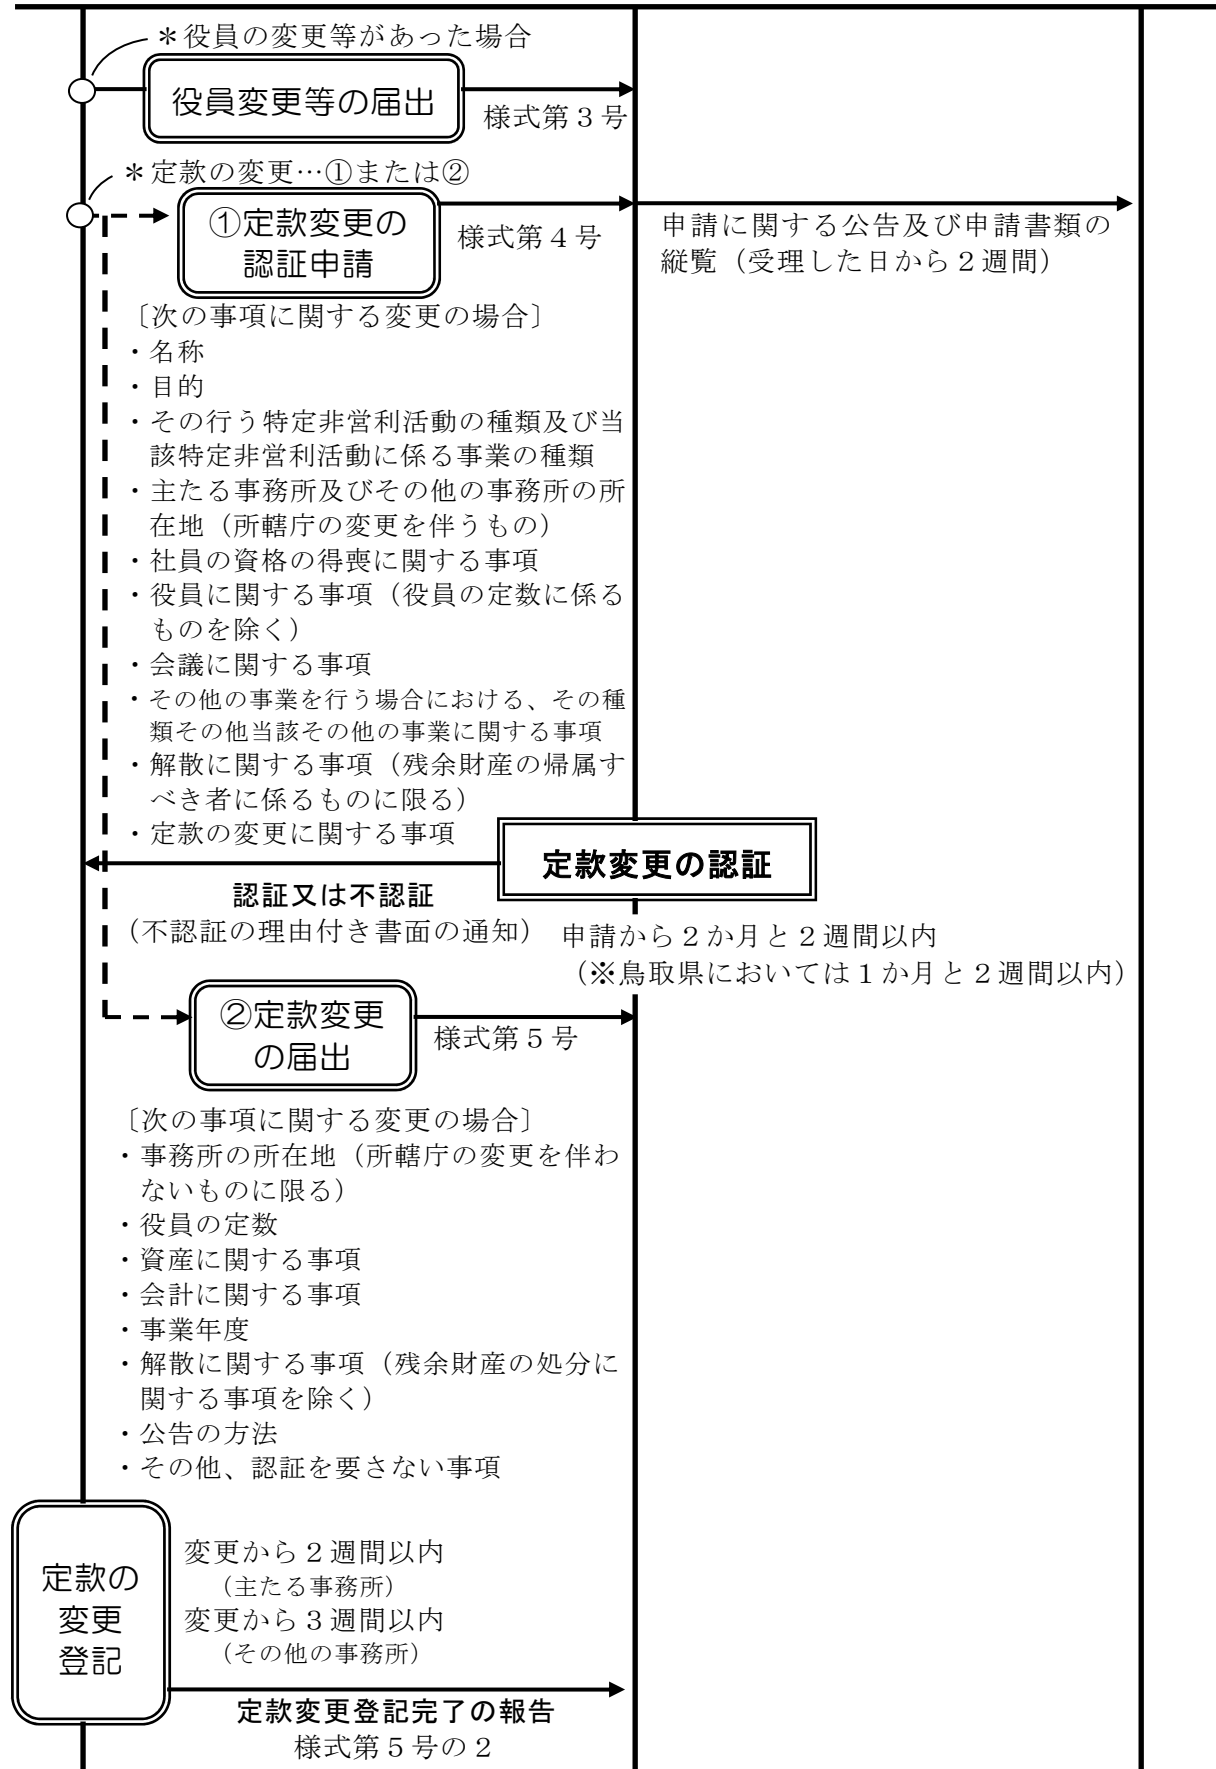 ＊役員の変更等があった場合
役員変更等の届出
様式第３号
＊定款の変更…①または②
①定款変更の
認証申請
様式第４号
申請に関する公告及び申請書類の
縦覧（受理した日から２週間）
〔次の事項に関する変更の場合〕
・名称
・目的
・その行う特定非営利活動の種類及び当
該特定非営利活動に係る事業の種類
・主たる事務所及びその他の事務所の所
在地（所轄庁の変更を伴うもの）
・社員の資格の得喪に関する事項
・役員に関する事項（役員の定数に係る
ものを除く）
・会議に関する事項
・その他の事業を行う場合における、その種
類その他当該その他の事業に関する事項
・解散に関する事項（残余財産の帰属す
べき者に係るものに限る）
・定款の変更に関する事項
定款変更の認証
認証又は不認証
（不認証の理由付き書面の通知）
申請から２か月と２週間以内
（※鳥取県においては１か月と２週間以内）
②定款変更
の届出
様式第５号
〔次の事項に関する変更の場合〕
・事務所の所在地（所轄庁の変更を伴わ
ないものに限る）
・役員の定数
・資産に関する事項
・会計に関する事項
・事業年度
・解散に関する事項（残余財産の処分に
関する事項を除く）
・公告の方法
・その他、認証を要さない事項
定款の
変更
登記
変更から２週間以内
（主たる事務所）
変更から３週間以内
（その他の事務所）
定款変更登記完了の報告
様式第５号の２